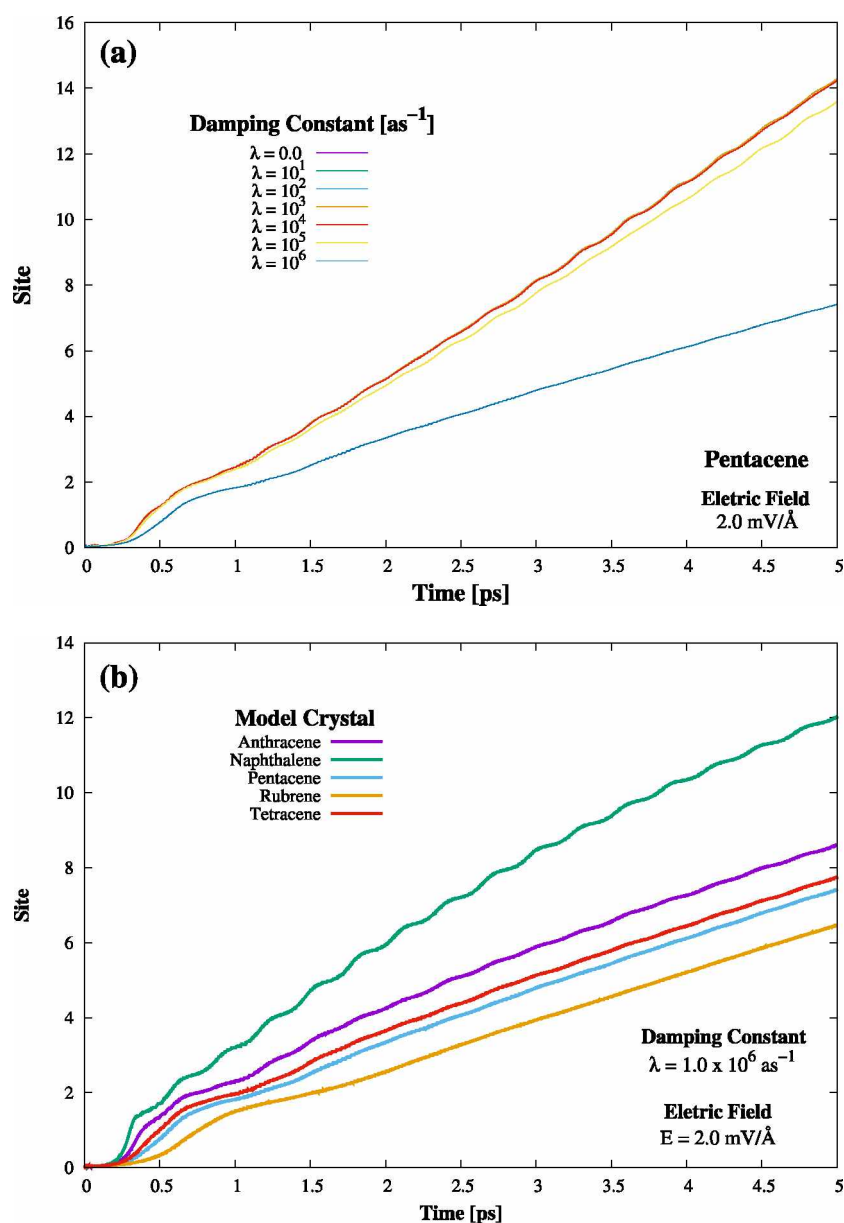 (a)
Damping Constant [as⁻¹]
λ = 0.0
λ = 10¹
λ = 10²
λ = 10³
λ = 10⁴
λ = 10⁵
λ = 10⁶
16
14
12
10
8
6
4
2
0
Site
Pentacene
Eletric Field
2.0 mV/Å
0 0.5 1 1.5 2 2.5 3 3.5 4 4.5 5
Time [ps]
(b)
Model Crystal
Anthracene
Naphthalene
Pentacene
Rubrene
Tetracene
14
12
10
8
6
4
2
0
Site
Damping Constant
λ = 1.0 x 10⁶ as⁻¹
Eletric Field
E = 2.0 mV/Å
0 0.5 1 1.5 2 2.5 3 3.5 4 4.5 5
Time [ps]